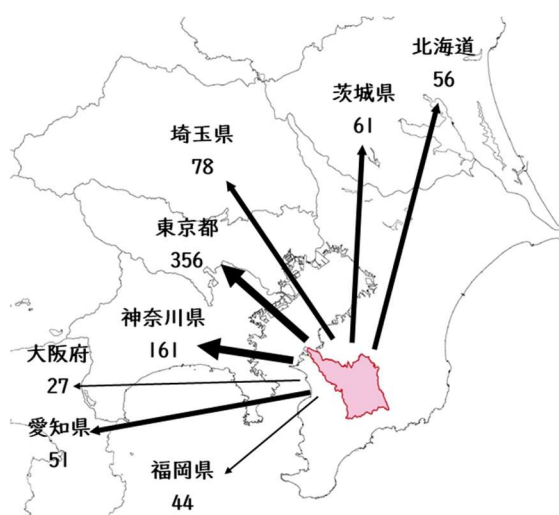 北海道
56
茨城県
61
埼玉県
78
東京都
356
神奈川県
161
大阪府
27
愛知県
51
福岡県
44